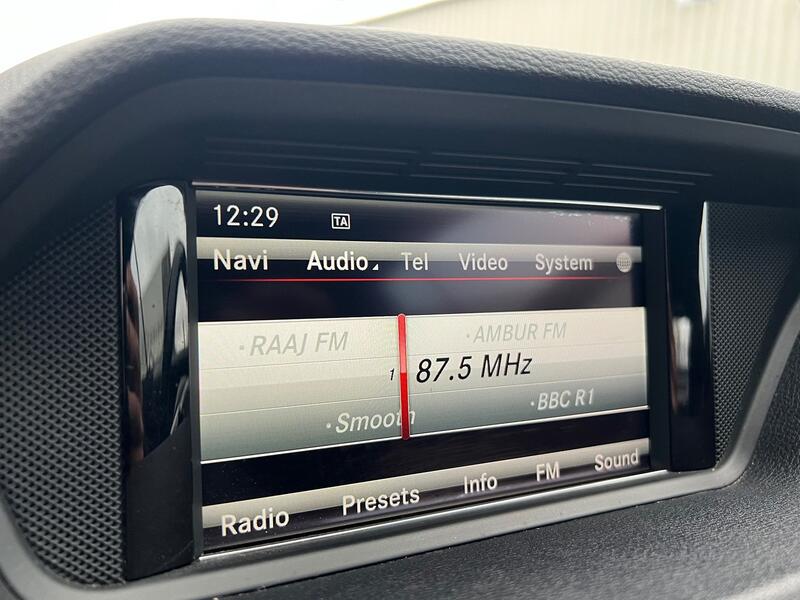 12:29 TA
Navi Audio Tel Video System
RAAJ FM AMBUR FM
1 87.5 MHz
Smooth BBC R1
Radio Presets Info FM Sound